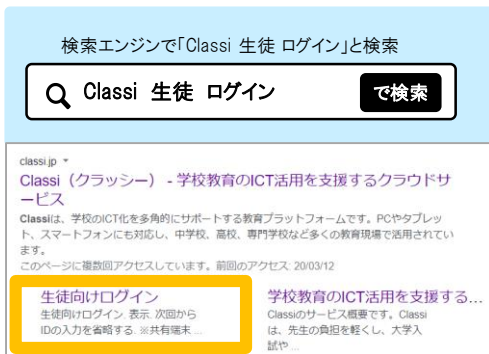 検索エンジンで「Classi 生徒 ログイン」と検索
Classi 生徒 ログイン
で検索
classi.jp
Classi（クラッシー） - 学校教育のICT活用を支援するクラウドサ
ービス
Classiは、学校のICT化を多角的にサポートする教育プラットフォームです。PCやタブレッ
ト、スマートフォンにも対応し、中学校、高校、専門学校など多くの教育現場で活用されてい
ます。
このページに複数回アクセスしています。前回のアクセス: 20/03/12
生徒向けログイン
生徒向けログイン. 表示. 次回から
IDの入力を省略する. ※共有端末 ...
学校教育のICT活用を支援する...
Classiのサービス概要です。Classi
は、先生の負担を軽くし、大学入
試や ...